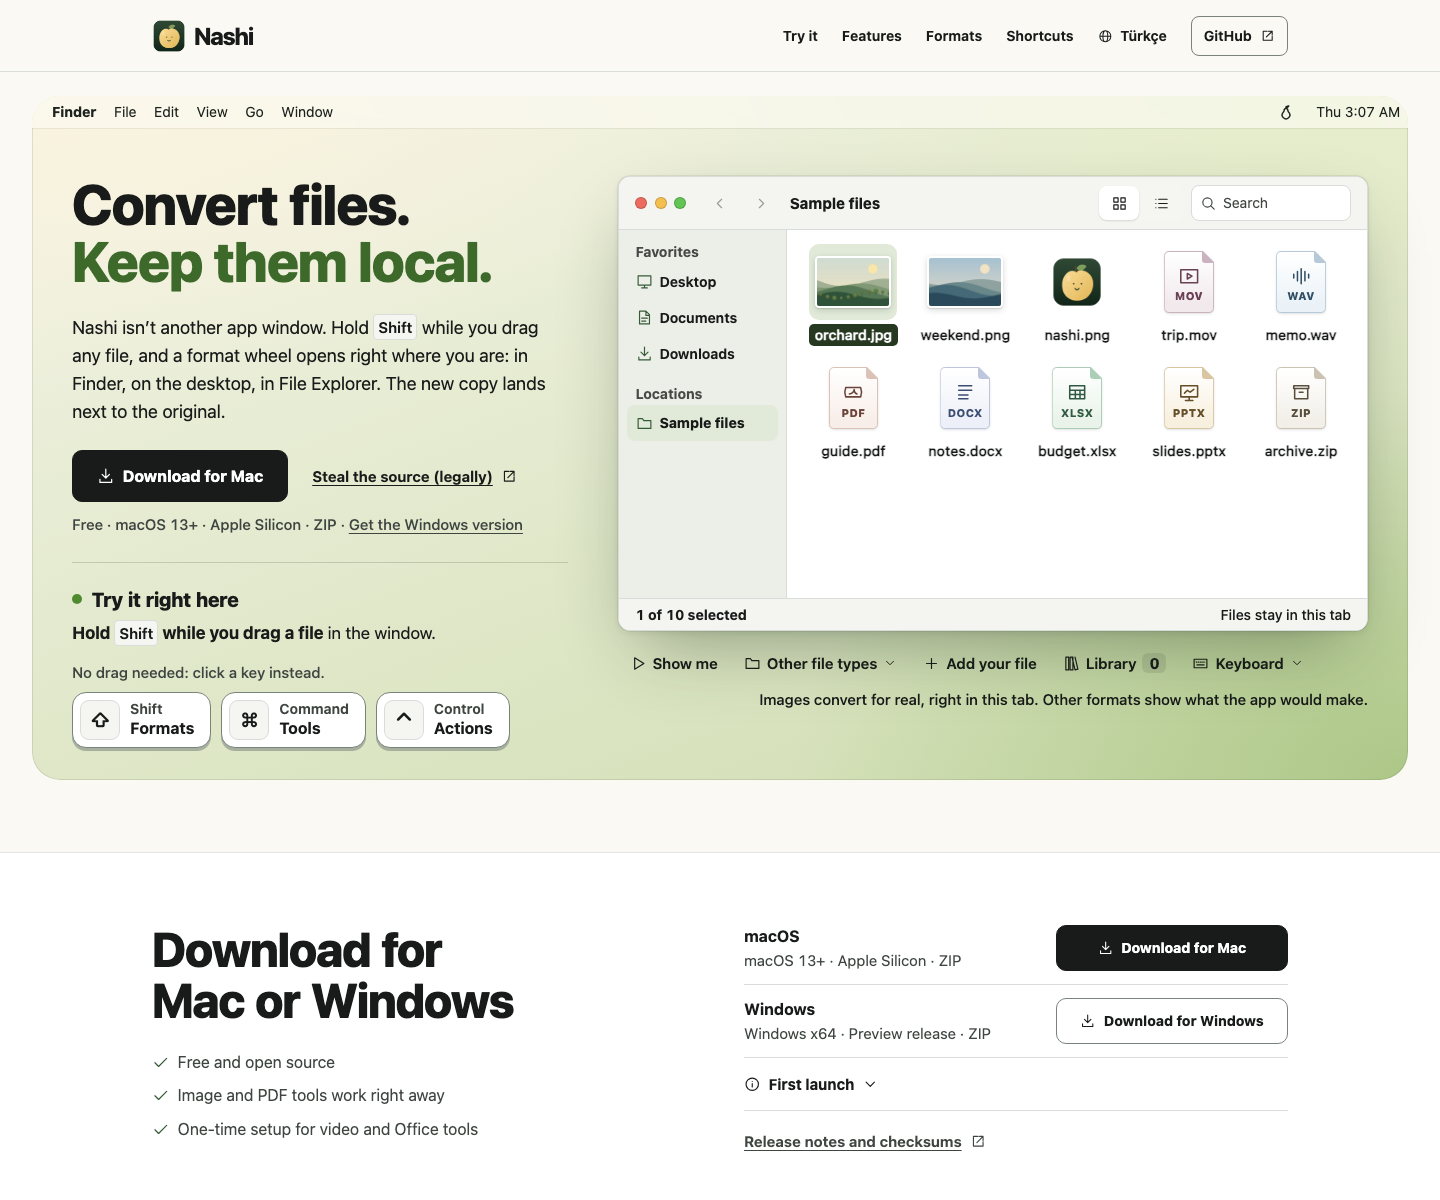 Nashi
Try it
Features
Formats
Shortcuts
Türkçe
GitHub
Finder File Edit View Go Window
Thu 3:07 AM
Convert files.
Keep them local.
Nashi isn’t another app window. Hold Shift while you drag
any file, and a format wheel opens right where you are: in
Finder, on the desktop, in File Explorer. The new copy lands
next to the original.
Download for Mac
Steal the source (legally)
Free · macOS 13+ · Apple Silicon · ZIP · Get the Windows version
Try it right here
Hold Shift while you drag a file in the window.
No drag needed: click a key instead.
Shift
Formats
Command
Tools
Control
Actions
Sample files
Search
Favorites
Desktop
Documents
Downloads
Locations
Sample files
MOV
WAV
orchard.jpg
weekend.png
nashi.png
trip.mov
memo.wav
PDF
DOCX
XLSX
PPTX
ZIP
guide.pdf
notes.docx
budget.xlsx
slides.pptx
archive.zip
1 of 10 selected
Files stay in this tab
Show me
Other file types
Add your file
Library 0
Keyboard
Images convert for real, right in this tab. Other formats show what the app would make.
Download for
Mac or Windows
Free and open source
Image and PDF tools work right away
One-time setup for video and Office tools
macOS
macOS 13+ · Apple Silicon · ZIP
Download for Mac
Windows
Windows x64 · Preview release · ZIP
Download for Windows
First launch
Release notes and checksums